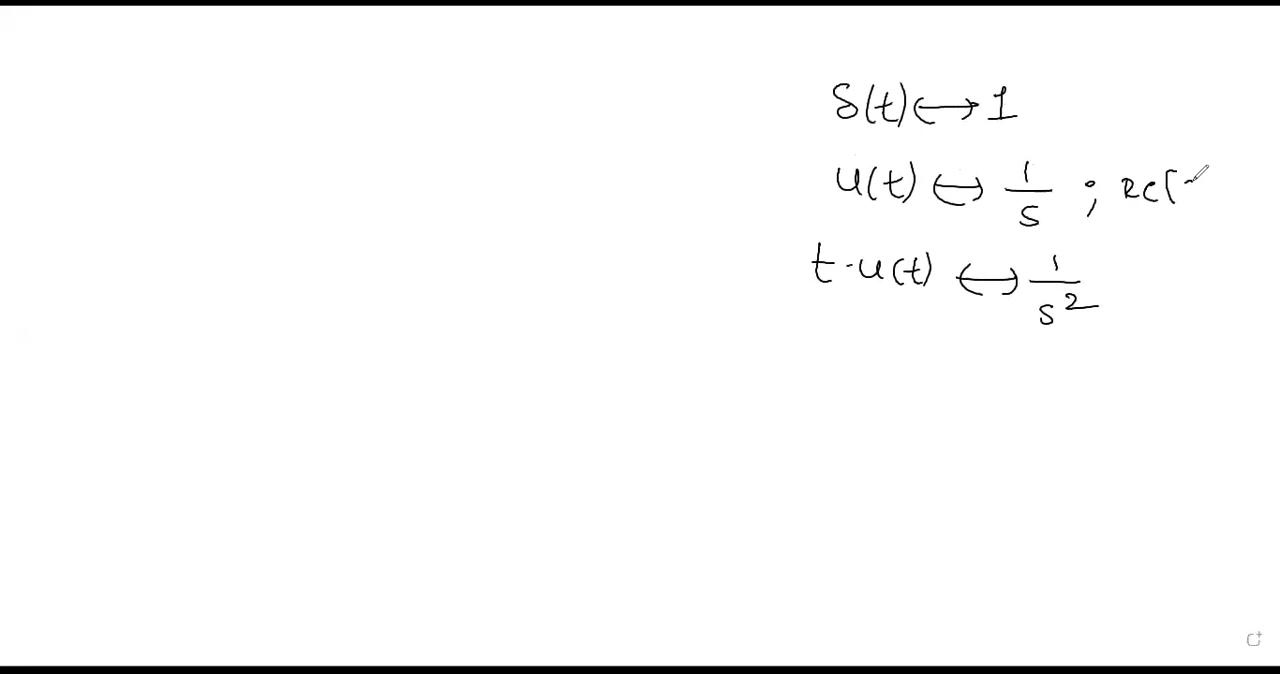 δ(t) ↔ 1
u(t) ↔ 1/s ; Re[
t·u(t) ↔ 1/s²